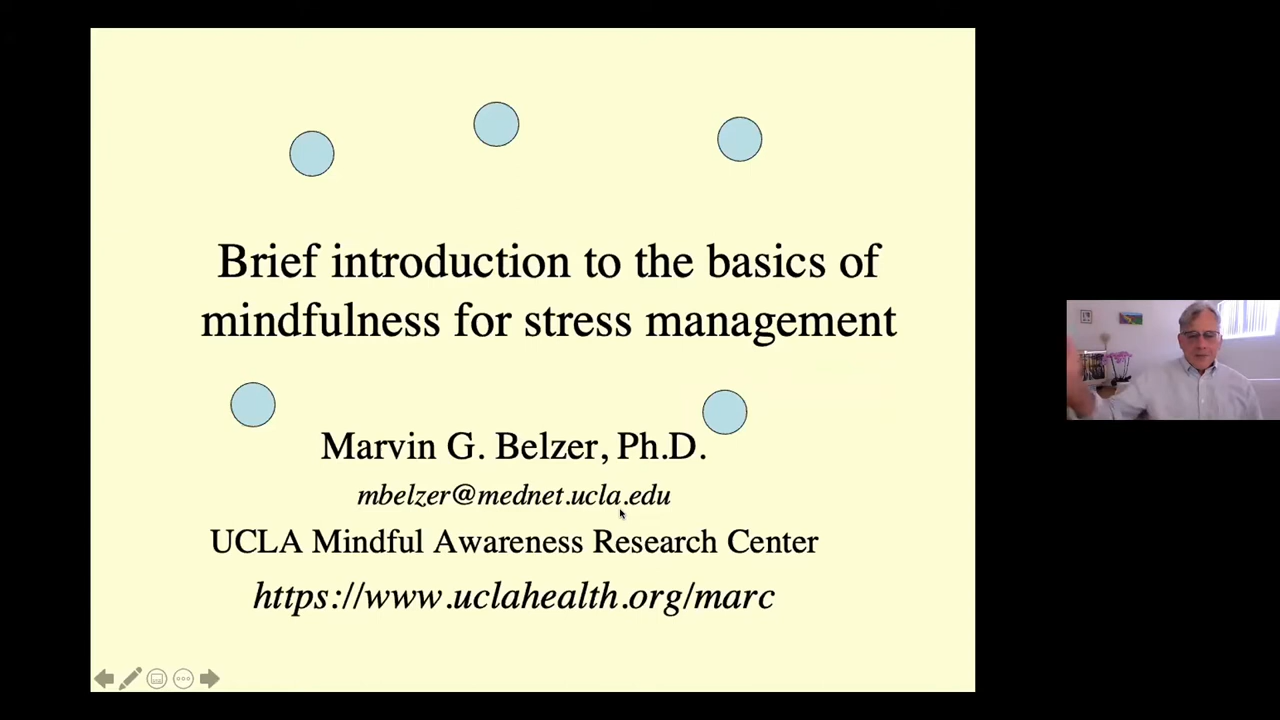 Brief introduction to the basics of
mindfulness for stress management
Marvin G. Belzer, Ph.D.
mbelzer@mednet.ucla.edu
UCLA Mindful Awareness Research Center
https://www.uclahealth.org/marc